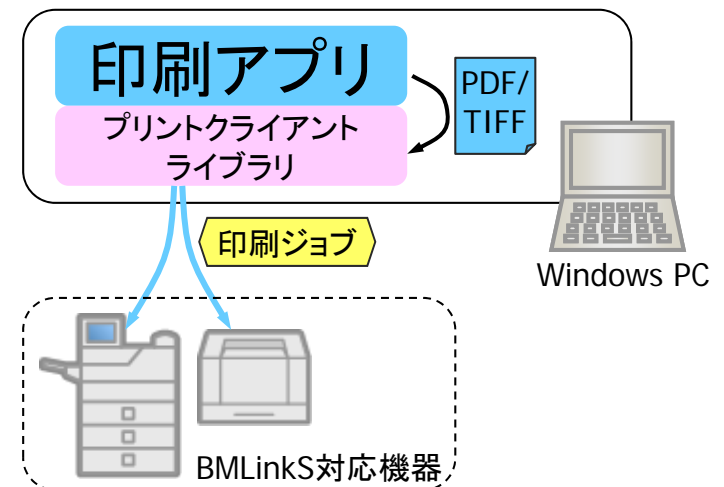 印刷アプリ
プリントクライアント
ライブラリ
PDF/
TIFF
印刷ジョブ
Windows PC
BMLinkS対応機器